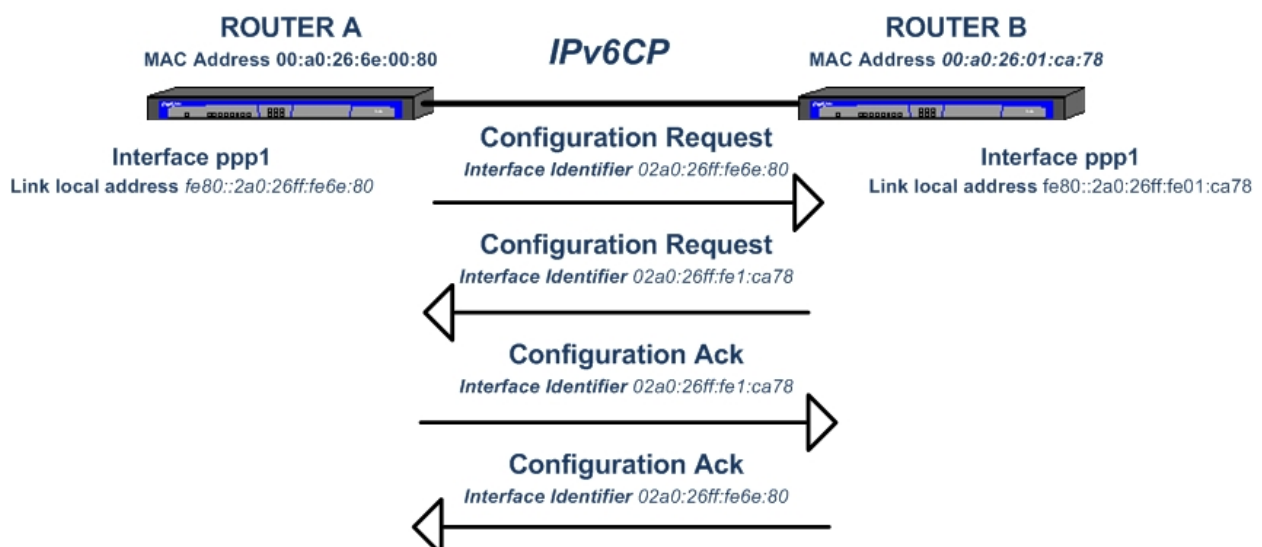 ROUTER A
MAC Address 00:a0:26:6e:00:80
IPv6CP
ROUTER B
MAC Address 00:a0:26:01:ca:78
Configuration Request
Interface Identifier 02a0:26ff:fe6e:80
Interface ppp1
Link local address fe80::2a0:26ff:fe6e:80
Interface ppp1
Link local address fe80::2a0:26ff:fe01:ca78
Configuration Request
Interface Identifier 02a0:26ff:fe1:ca78
Configuration Ack
Interface Identifier 02a0:26ff:fe1:ca78
Configuration Ack
Interface Identifier 02a0:26ff:fe6e:80